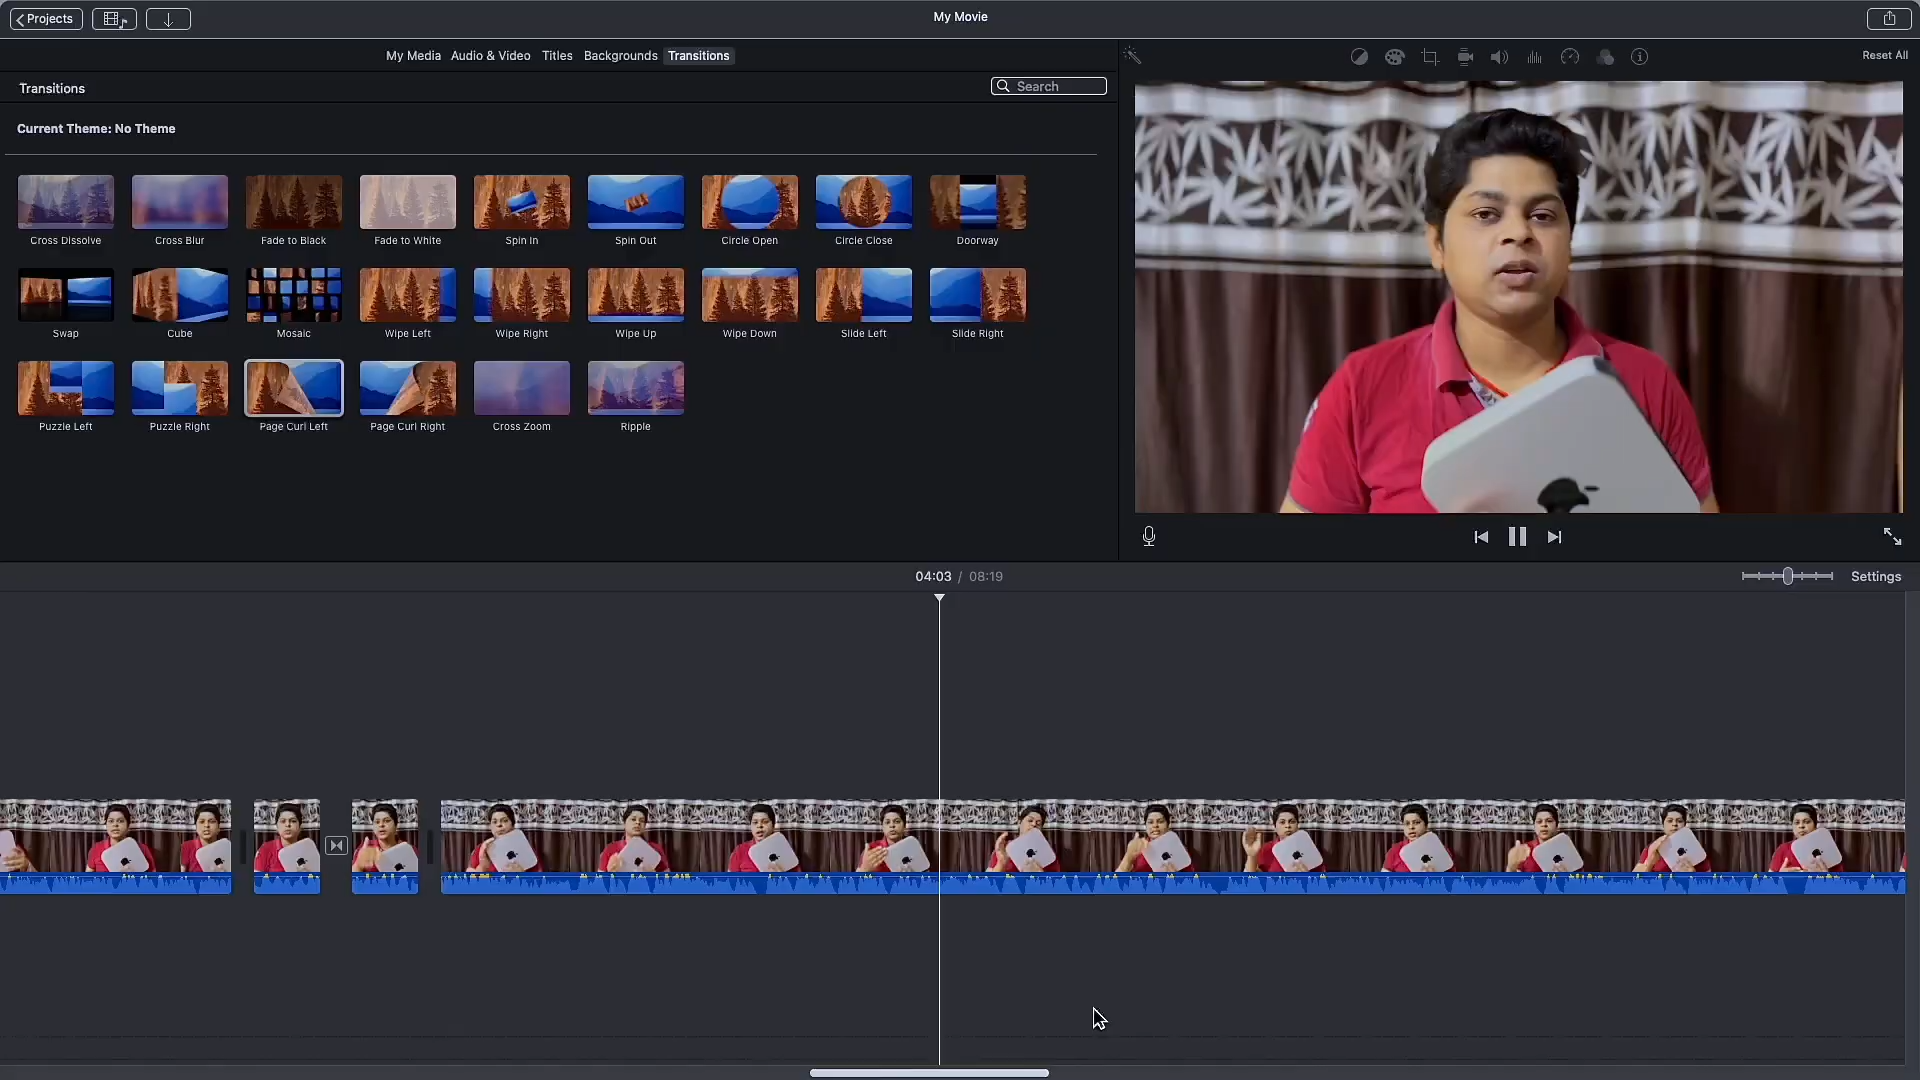 Projects
My Movie
My Media Audio & Video Titles Backgrounds Transitions
Reset All
Transitions
Search
Current Theme: No Theme
Cross Dissolve Cross Blur Fade to Black Fade to White Spin In Spin Out Circle Open Circle Close Doorway
Swap Cube Mosaic Wipe Left Wipe Right Wipe Up Wipe Down Slide Left Slide Right
Puzzle Left Puzzle Right Page Curl Left Page Curl Right Cross Zoom Ripple
04:03 / 08:19
Settings